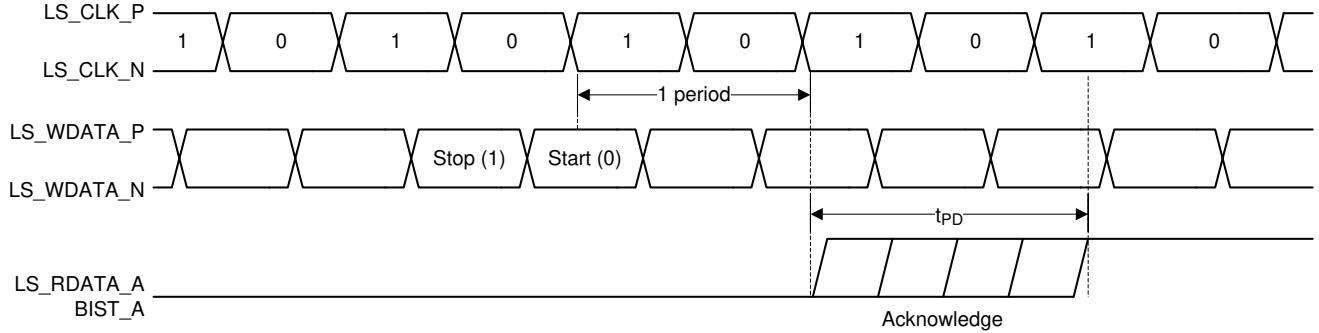 LS_CLK_P
1 0 1 0 1 0 1 0 1 0
LS_CLK_N
1 period
LS_WDATA_P
Stop (1) Start (0)
LS_WDATA_N
tPD
LS_RDATA_A
BIST_A
Acknowledge